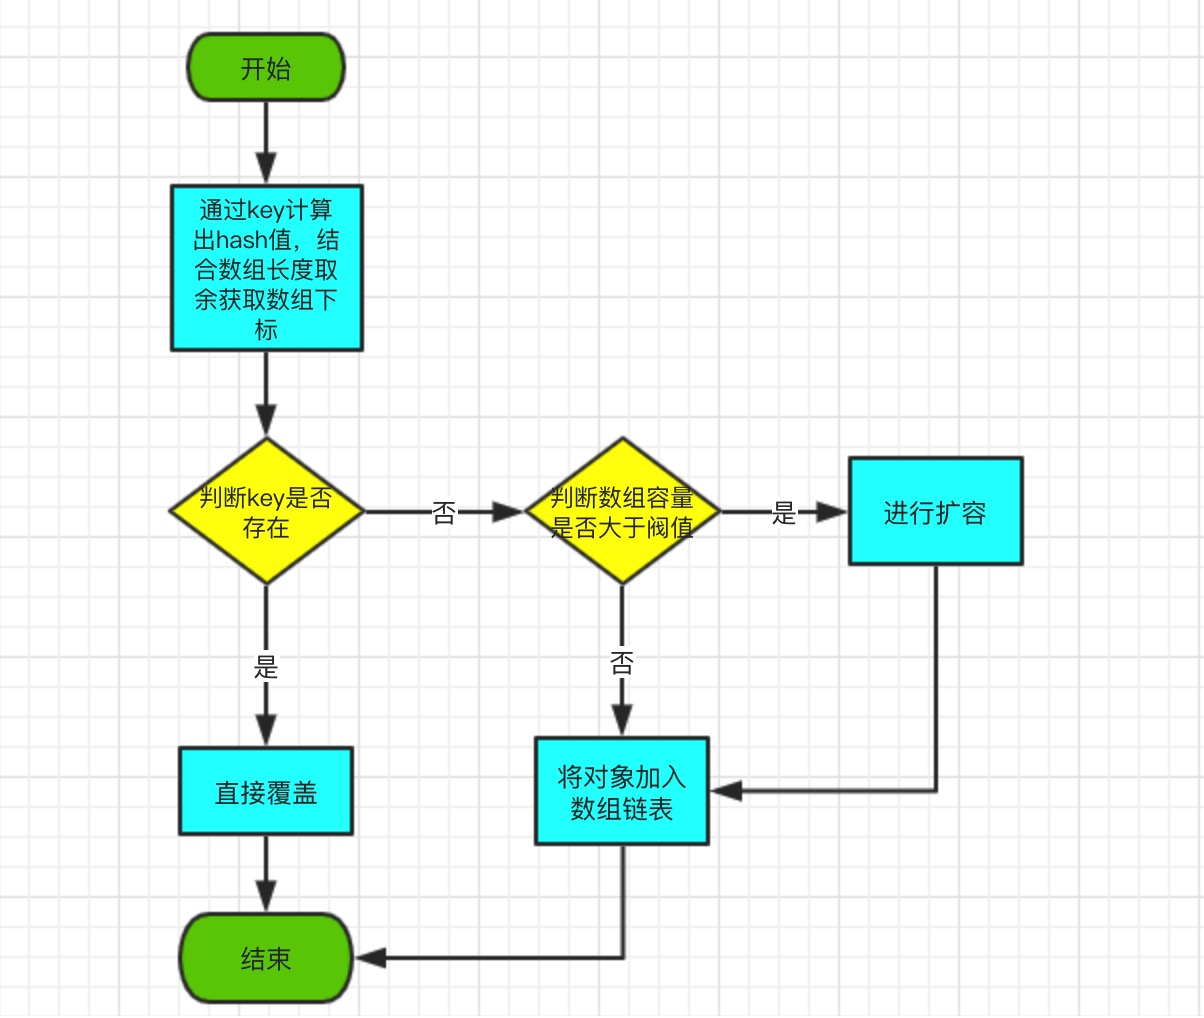 开始
通过key计算
出hash值，结
合数组长度取
余获取数组下
标
判断key是否
存在
否
判断数组容量
是否大于阀值
是
进行扩容
是
否
直接覆盖
将对象加入
数组链表
结束